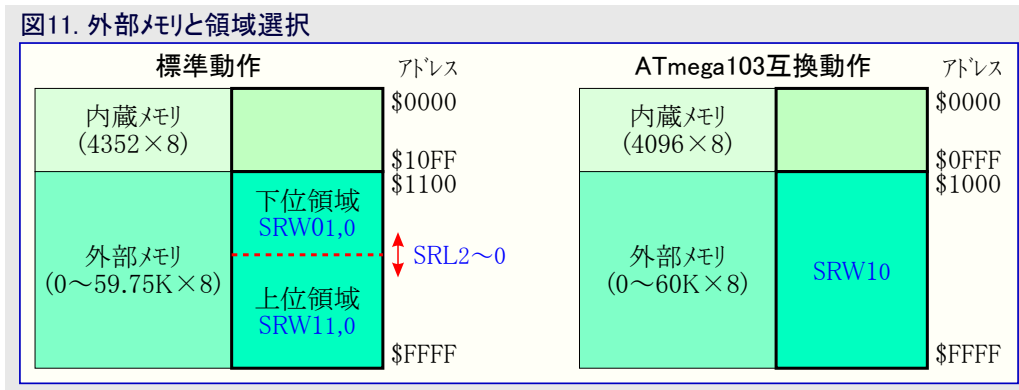 図11. 外部メモリと領域選択
標準動作
アドレス
内蔵メモリ
(4352×8)
$0000
$10FF
$1100
外部メモリ
(0～59.75K×8)
下位領域
SRW01,0
SRL2～0
上位領域
SRW11,0
$FFFF
ATmega103互換動作
アドレス
内蔵メモリ
(4096×8)
$0000
$0FFF
$1000
外部メモリ
(0～60K×8)
SRW10
$FFFF